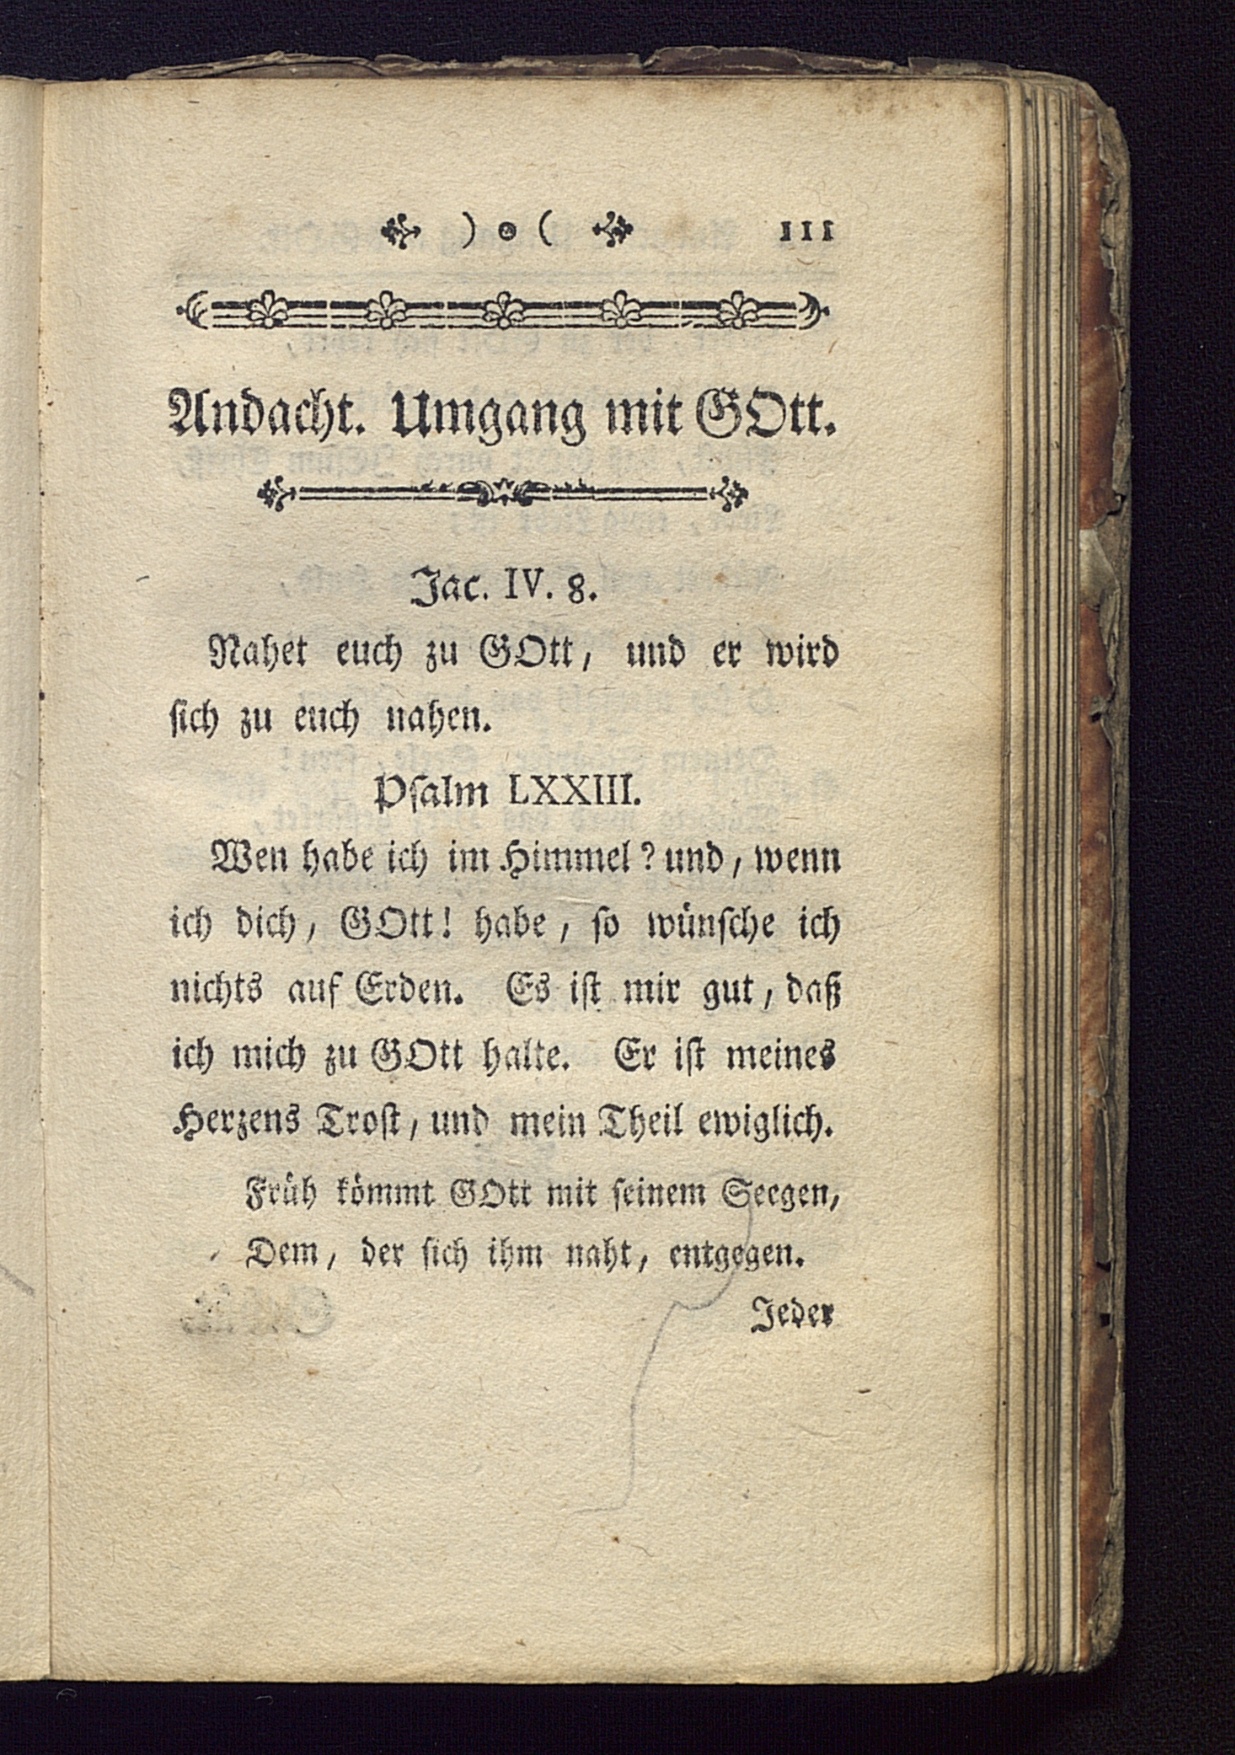 ) o ( 111
Andacht. Umgang mit GOtt.
Jac. IV. 8.
Nahet euch zu GOtt, und er wird
sich zu euch nahen.
Psalm LXXIII.
Wen habe ich im Himmel? und, wenn
ich dich, GOtt! habe, so wünsche ich
nichts auf Erden. Es ist mir gut, daß
ich mich zu GOtt halte. Er ist meines
Herzens Trost, und mein Theil ewiglich.
Früh kömmt GOtt mit seinem Seegen,
Dem, der sich ihm naht, entgegen.
Jeder